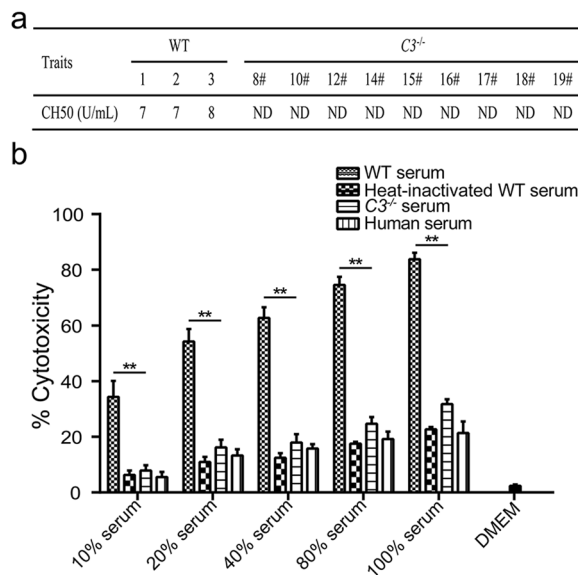 a
Traits WT C3-/-
1 2 3 8# 10# 12# 14# 15# 16# 17# 18# 19#
CH50 (U/mL) 7 7 8 ND ND ND ND ND ND ND ND ND
b
WT serum
Heat-inactivated WT serum
C3-/- serum
Human serum
% Cytotoxicity
100
80
60
40
20
0
** ** ** ** **
10% serum 20% serum 40% serum 80% serum 100% serum DMEM